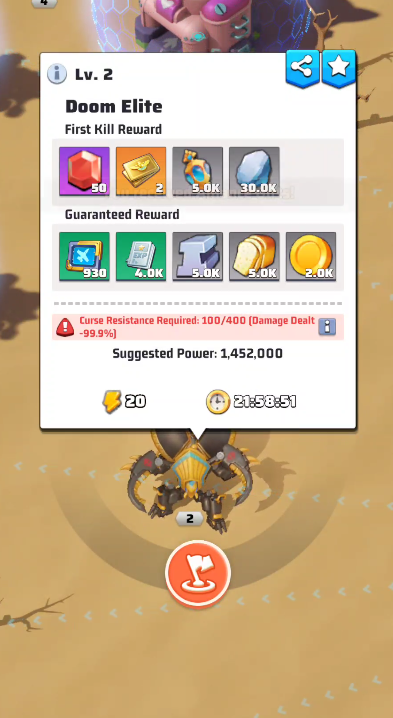 4
Lv. 2
Doom Elite
First Kill Reward
50
2
5.0K
30.0K
Guaranteed Reward
930
EXP
4.0K
5.0K
5.0K
2.0K
Curse Resistance Required: 100/400 (Damage Dealt
-99.9%)
Suggested Power: 1,452,000
20
21:58:51
2